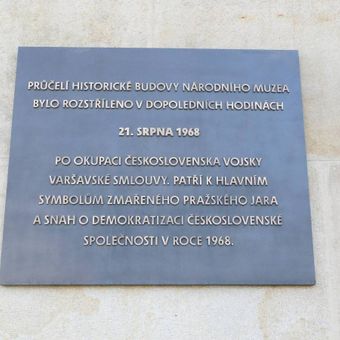 PRŮČELÍ HISTORICKÉ BUDOVY NÁRODNÍHO MUZEA
BYLO ROZSTŘÍLENO V DOPOLEDNÍCH HODINÁCH
21. SRPNA 1968
PO OKUPACI ČESKOSLOVENSKA VOJSKY
VARŠAVSKÉ SMLOUVY. PATŘÍ K HLAVNÍM
SYMBOLŮM ZMAŘENÉHO PRAŽSKÉHO JARA
A SNAH O DEMOKRATIZACI ČESKOSLOVENSKÉ
SPOLEČNOSTI V ROCE 1968.